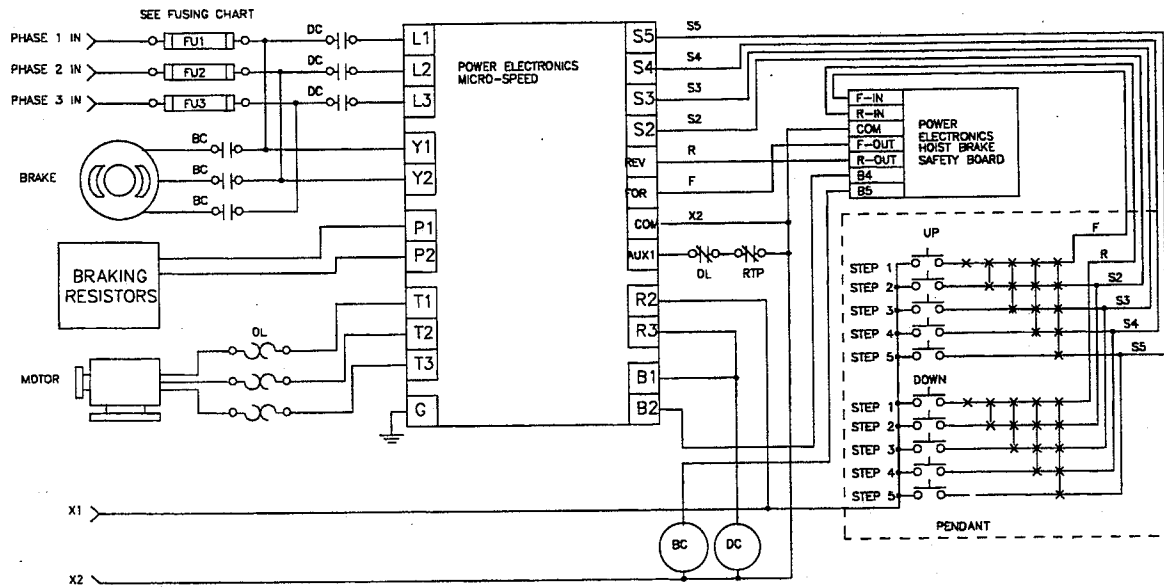 SEE FUSING CHART
PHASE 1 IN
FU1
DC
L1
PHASE 2 IN
FU2
DC
L2
PHASE 3 IN
FU3
DC
L3
BRAKE
BC
BC
BC
Y1
Y2
BRAKING
RESISTORS
P1
P2
MOTOR
OL
T1
T2
T3
G
POWER ELECTRONICS
MICRO-SPEED
S5
S4
S3
S2
REV
FOR
COM
AUX1
R2
R3
B1
B2
S5
S4
S3
S2
R
F
X2
OL
RTP
F-IN
R-IN
COM
F-OUT
R-OUT
B4
B5
POWER
ELECTRONICS
HOIST BRAKE
SAFETY BOARD
UP
STEP 1
STEP 2
STEP 3
STEP 4
STEP 5
F
R
S2
S3
S4
S5
DOWN
STEP 1
STEP 2
STEP 3
STEP 4
STEP 5
PENDANT
X1
BC
DC
X2